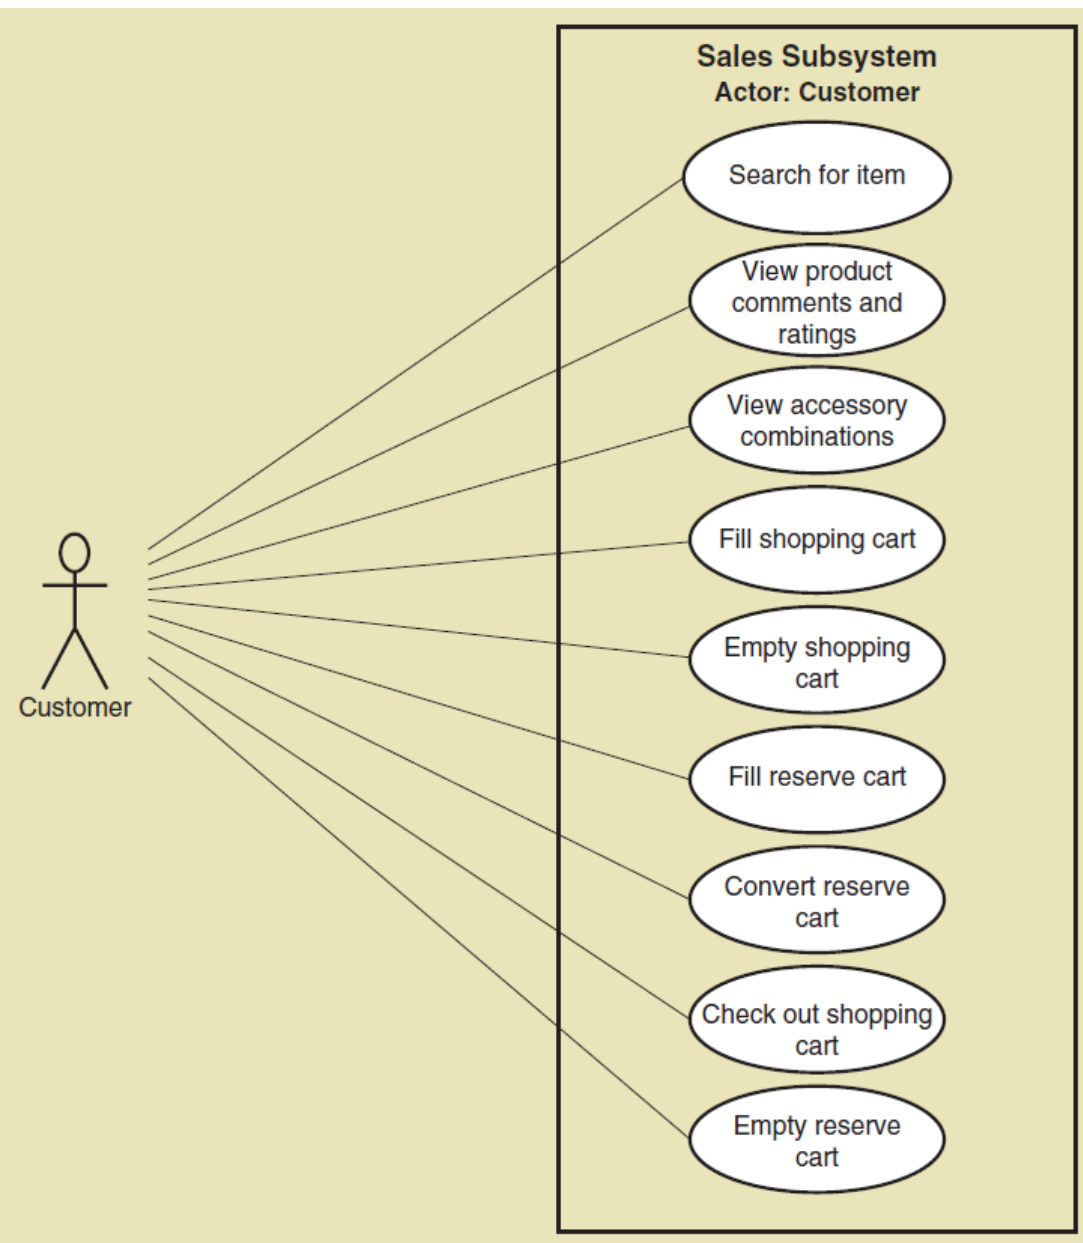 Sales Subsystem
Actor: Customer
Search for item
View product
comments and
ratings
View accessory
combinations
Fill shopping cart
Empty shopping
cart
Customer
Fill reserve cart
Convert reserve
cart
Check out shopping
cart
Empty reserve
cart